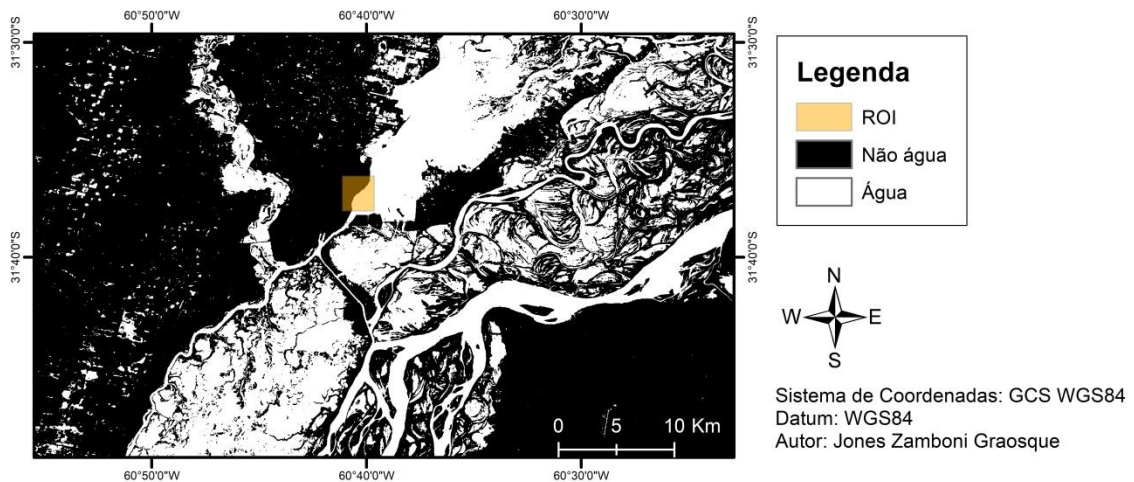 60°50'0"W 60°40'0"W 60°30'0"W
31°30'0"S 31°30'0"S
31°40'0"S 31°40'0"S
60°50'0"W 60°40'0"W 60°30'0"W
0 5 10 Km
Legenda
ROI
Não água
Água
N
W E
S
Sistema de Coordenadas: GCS WGS84
Datum: WGS84
Autor: Jones Zamboni Graosque